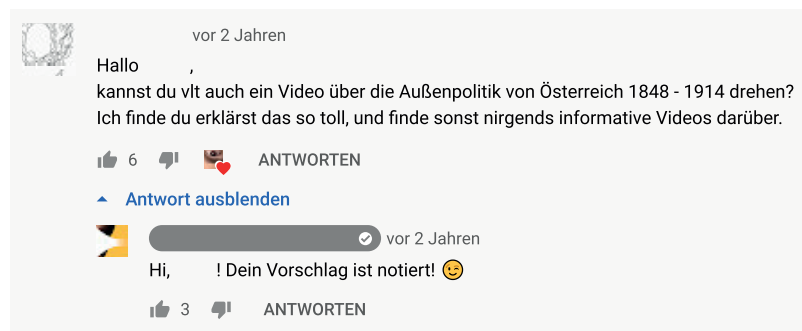 vor 2 Jahren
Hallo ,
kannst du vlt auch ein Video über die Außenpolitik von Österreich 1848 - 1914 drehen?
Ich finde du erklärst das so toll, und finde sonst nirgends informative Videos darüber.
6 ANTWORTEN
Antwort ausblenden
vor 2 Jahren
Hi, ! Dein Vorschlag ist notiert! 😉
3 ANTWORTEN